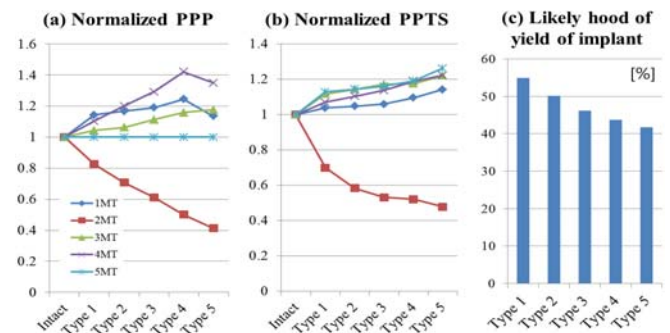 (a) Normalized PPP
1.6
1.4
1.2
1
0.8
0.6
0.4
0.2
0
1MT
2MT
3MT
4MT
5MT
Intact
Type 1
Type 2
Type 3
Type 4
Type 5
(b) Normalized PPTS
1.4
1.2
1
0.8
0.6
0.4
0.2
0
Intact
Type 1
Type 2
Type 3
Type 4
Type 5
(c) Likely hood of
yield of implant
[%]
60
50
40
30
20
10
0
Type 1
Type 2
Type 3
Type 4
Type 5